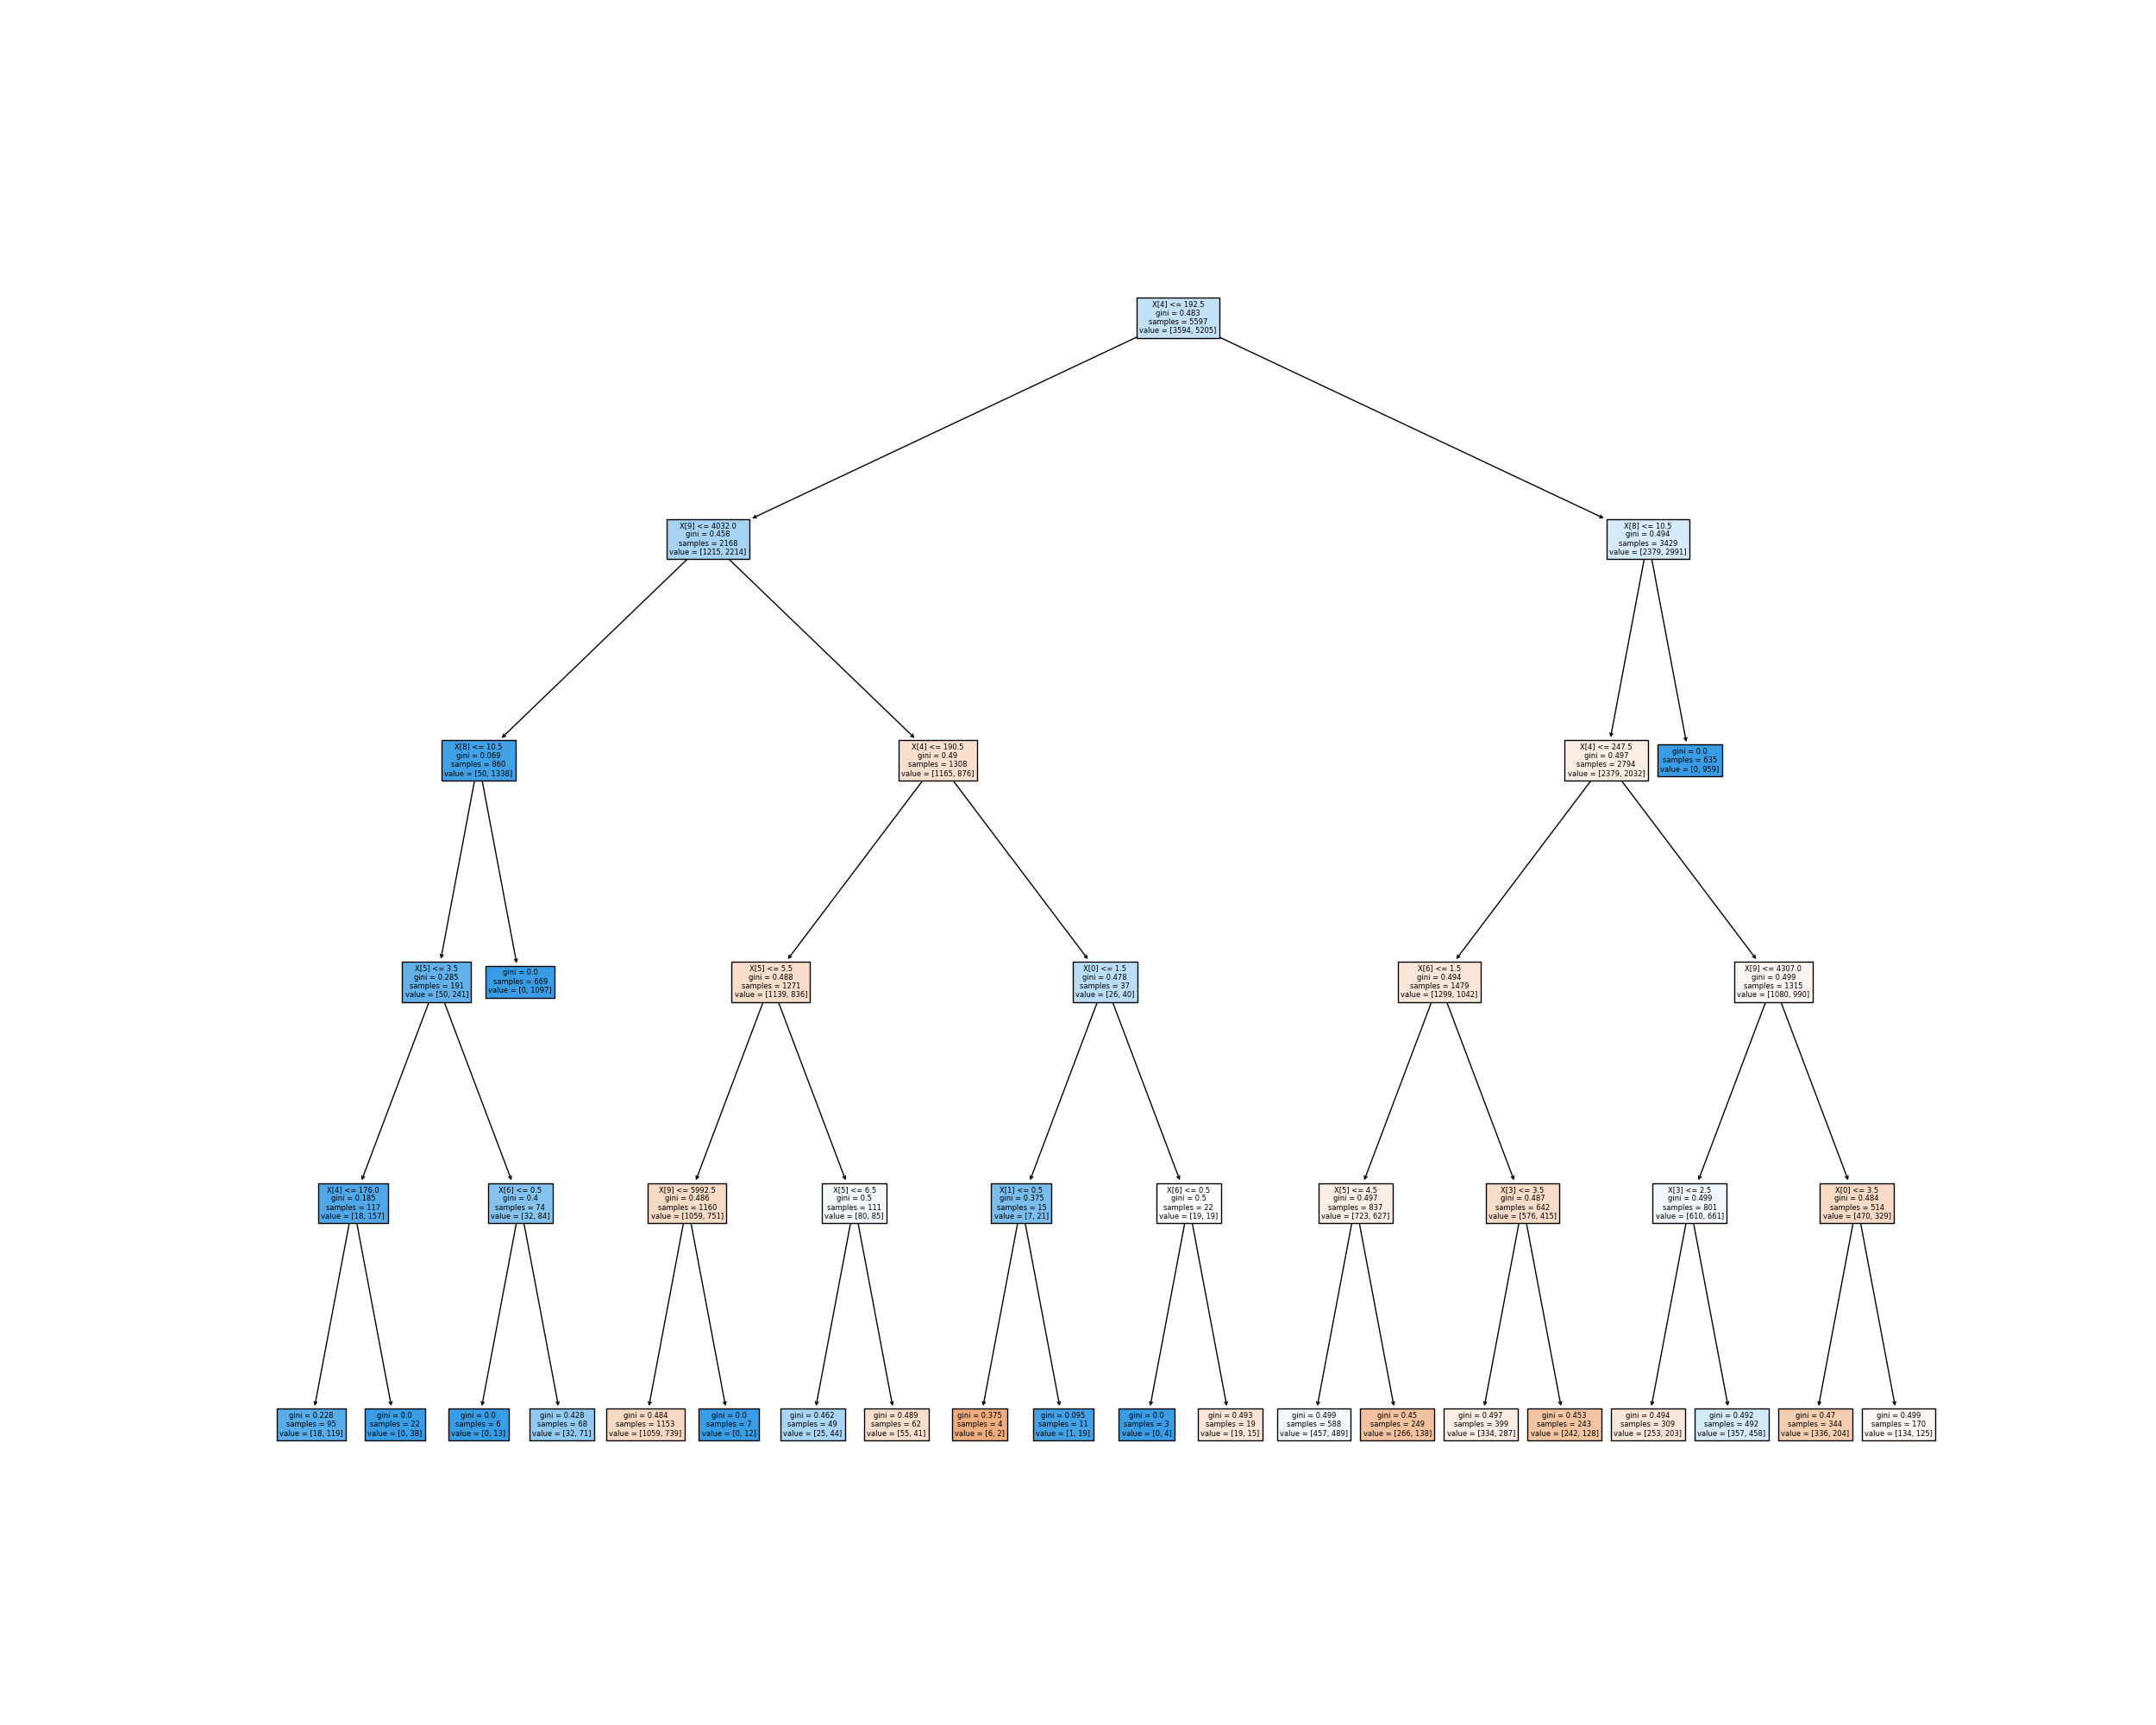 X[4] <= 192.5
gini = 0.483
samples = 5597
value = [3594, 5205]
X[9] <= 4032.0
gini = 0.458
samples = 2168
value = [1215, 2214]
X[8] <= 10.5
gini = 0.494
samples = 3429
value = [2379, 2991]
X[8] <= 10.5
gini = 0.069
samples = 860
value = [50, 1338]
X[4] <= 190.5
gini = 0.49
samples = 1308
value = [1165, 876]
X[4] <= 247.5
gini = 0.497
samples = 2794
value = [2379, 2032]
gini = 0.0
samples = 635
value = [0, 959]
X[5] <= 3.5
gini = 0.285
samples = 191
value = [50, 241]
gini = 0.0
samples = 669
value = [0, 1097]
X[5] <= 5.5
gini = 0.488
samples = 1271
value = [1139, 836]
X[0] <= 1.5
gini = 0.478
samples = 37
value = [26, 40]
X[6] <= 1.5
gini = 0.494
samples = 1479
value = [1299, 1042]
X[9] <= 4307.0
gini = 0.499
samples = 1315
value = [1080, 990]
X[4] <= 176.0
gini = 0.185
samples = 117
value = [18, 157]
X[6] <= 0.5
gini = 0.4
samples = 74
value = [32, 84]
X[9] <= 5992.5
gini = 0.486
samples = 1160
value = [1059, 751]
X[5] <= 6.5
gini = 0.5
samples = 111
value = [80, 85]
X[1] <= 0.5
gini = 0.375
samples = 15
value = [7, 21]
X[6] <= 0.5
gini = 0.5
samples = 22
value = [19, 19]
X[5] <= 4.5
gini = 0.497
samples = 837
value = [723, 627]
X[3] <= 3.5
gini = 0.487
samples = 642
value = [576, 415]
X[3] <= 2.5
gini = 0.499
samples = 801
value = [610, 661]
X[0] <= 3.5
gini = 0.484
samples = 514
value = [470, 329]
gini = 0.228
samples = 95
value = [18, 119]
gini = 0.0
samples = 22
value = [0, 38]
gini = 0.0
samples = 6
value = [0, 13]
gini = 0.428
samples = 68
value = [32, 71]
gini = 0.484
samples = 1153
value = [1059, 739]
gini = 0.0
samples = 7
value = [0, 12]
gini = 0.462
samples = 49
value = [25, 44]
gini = 0.489
samples = 62
value = [55, 41]
gini = 0.375
samples = 4
value = [6, 2]
gini = 0.095
samples = 11
value = [1, 19]
gini = 0.0
samples = 3
value = [0, 4]
gini = 0.493
samples = 19
value = [19, 15]
gini = 0.499
samples = 588
value = [457, 489]
gini = 0.45
samples = 249
value = [266, 138]
gini = 0.497
samples = 399
value = [334, 287]
gini = 0.453
samples = 243
value = [242, 128]
gini = 0.494
samples = 309
value = [253, 203]
gini = 0.492
samples = 492
value = [357, 458]
gini = 0.47
samples = 344
value = [336, 204]
gini = 0.499
samples = 170
value = [134, 125]